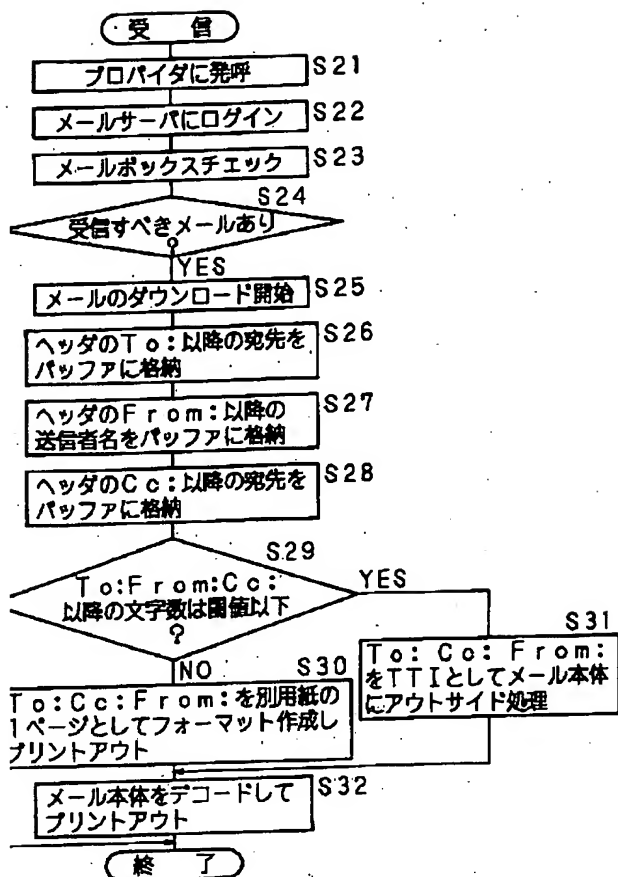 受 信
プロバイダに発呼 S21
メールサーバにログイン S22
メールボックスチェック S23
S24
受信すべきメールあり
?
YES
メールのダウンロード開始 S25
ヘッダのTo:以降の宛先を S26
バッファに格納
ヘッダのFrom:以降の S27
送信者名をバッファに格納
ヘッダのCc:以降の宛先を S28
バッファに格納
S29
To:From:Cc: YES
以降の文字数は閾値以下
?
NO S30
S31
To:Cc:From:を別用紙の
1ページとしてフォーマット作成し
プリントアウト
To:Cc:From:
をTTIとしてメール本体
にアウトサイド処理
メール本体をデコードして S32
プリントアウト
終 了